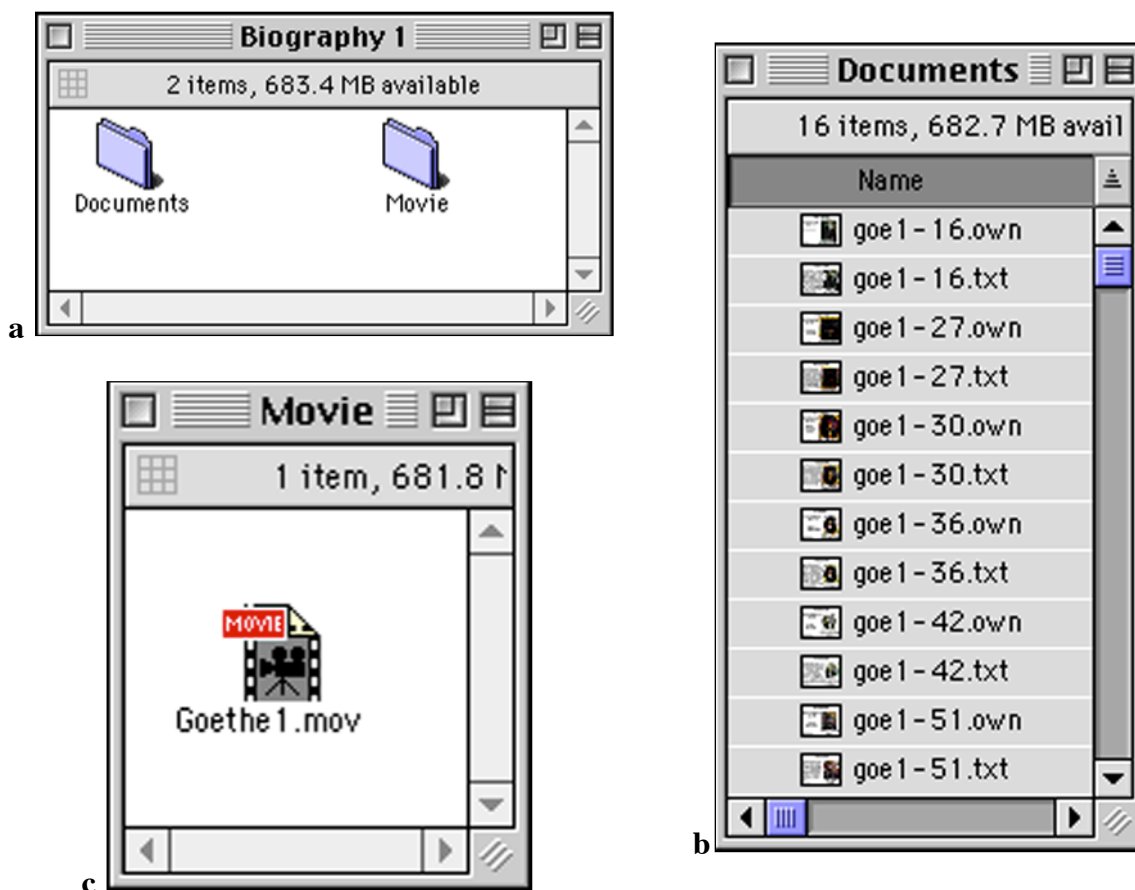 Biography 1
2 items, 683.4 MB available
Documents Movie
a
Movie
1 item, 681.8
MOVIE
Goethe1.mov
c
Documents
16 items, 682.7 MB avail
Name
goe1-16.own
goe1-16.txt
goe1-27.own
goe1-27.txt
goe1-30.own
goe1-30.txt
goe1-36.own
goe1-36.txt
goe1-42.own
goe1-42.txt
goe1-51.own
goe1-51.txt
b